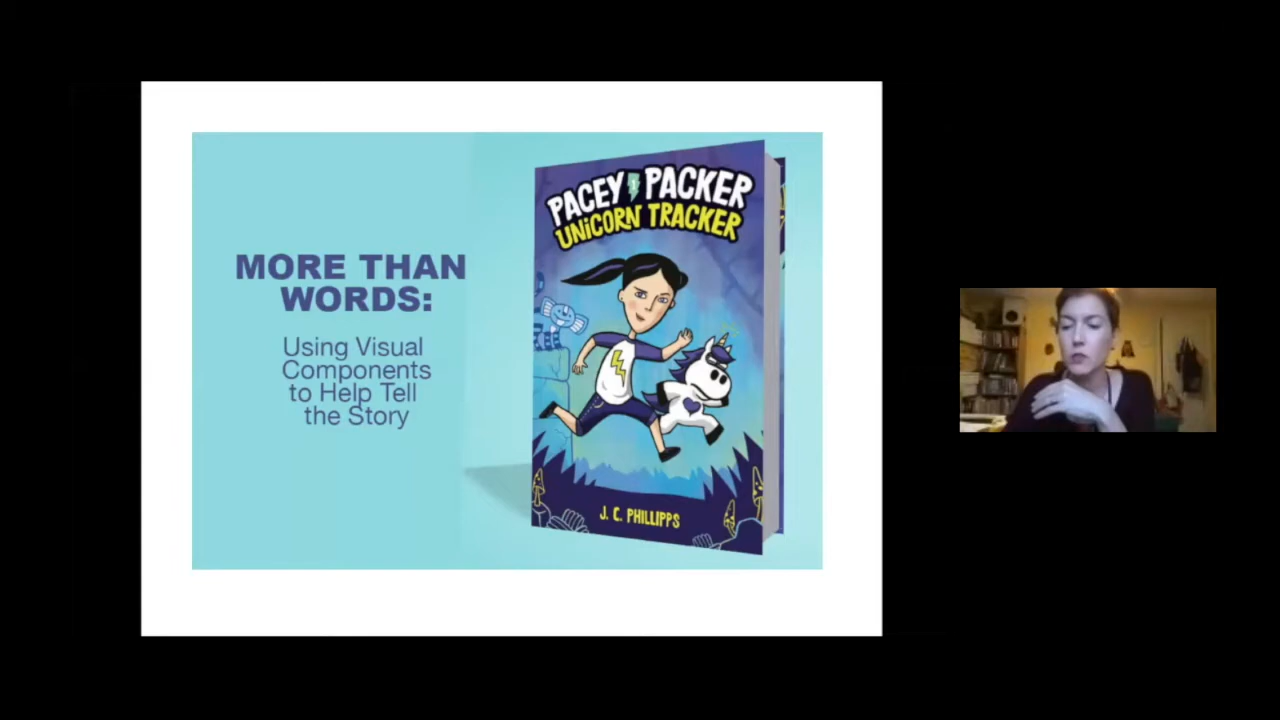 MORE THAN
WORDS:
Using Visual
Components
to Help Tell
the Story
PACEY PACKER
UNiCORN TRACKER
J. C. PHILLIPPS